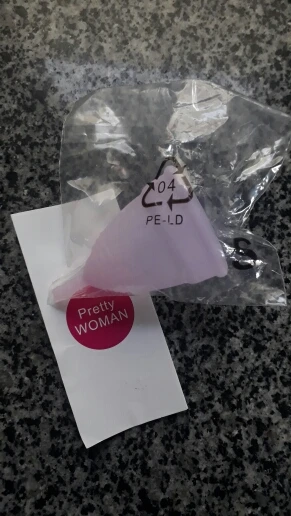 04
PE-LD
S
Pretty
WOMAN